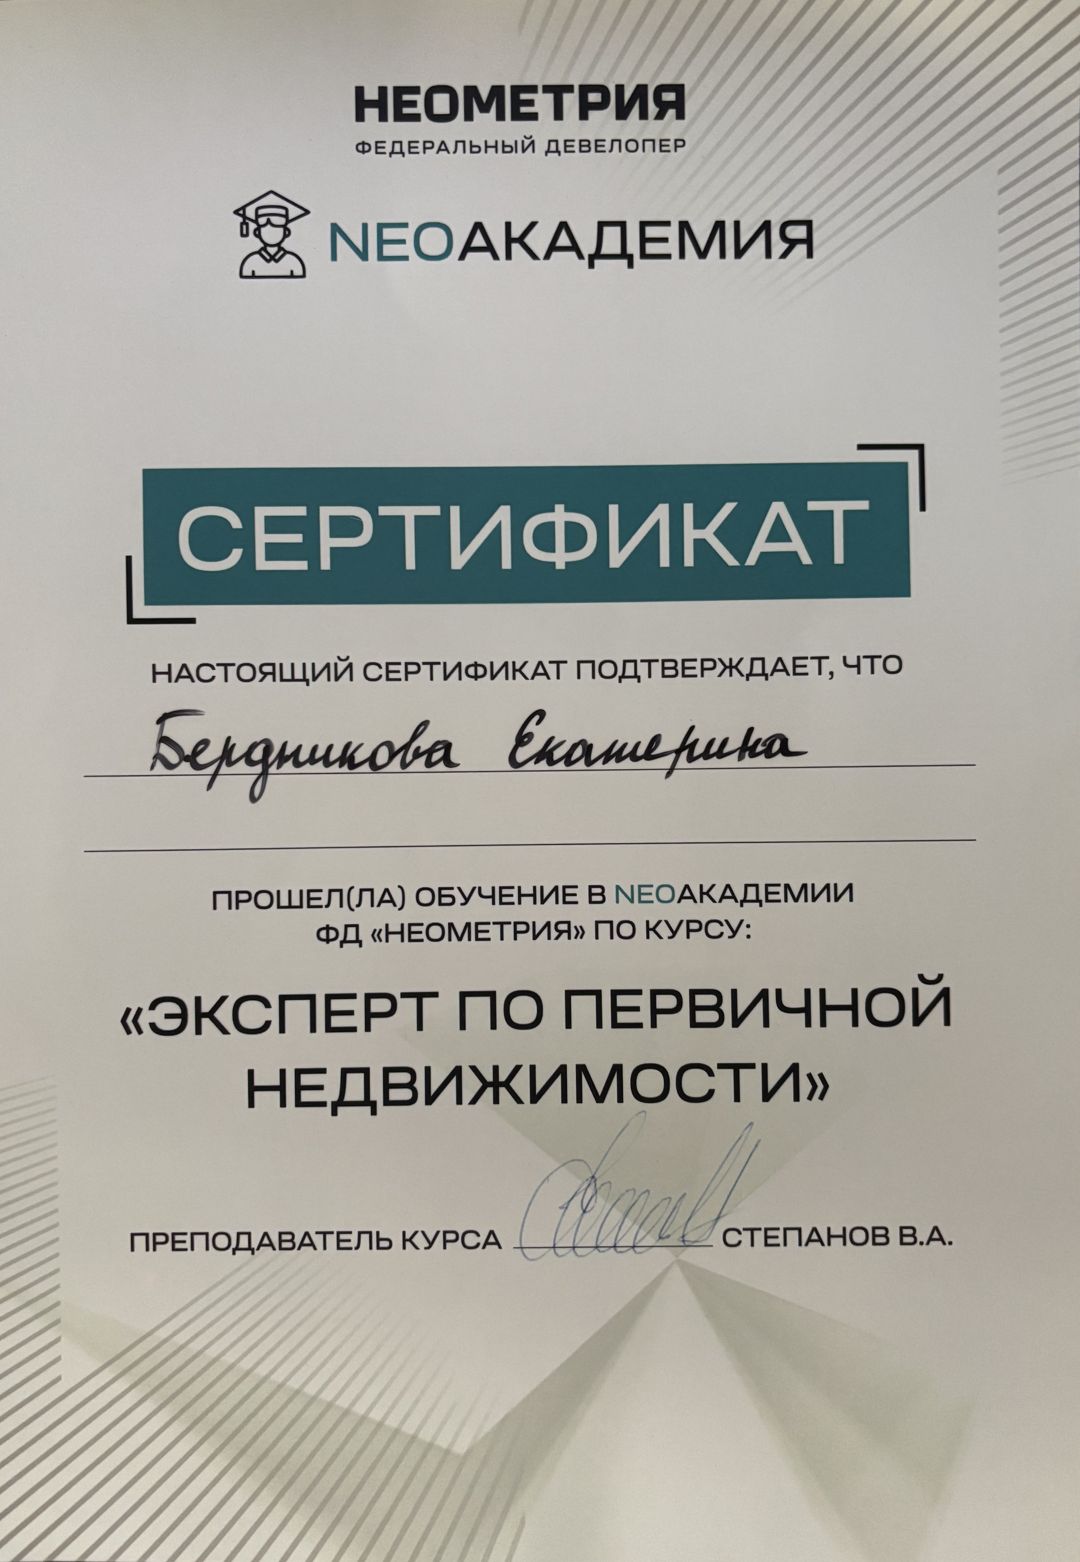 НЕОМЕТРИЯ
ФЕДЕРАЛЬНЫЙ ДЕВЕЛОПЕР
NEOАКАДЕМИЯ
СЕРТИФИКАТ
НАСТОЯЩИЙ СЕРТИФИКАТ ПОДТВЕРЖДАЕТ, ЧТО
Бердникова Екатерина
ПРОШЕЛ(ЛА) ОБУЧЕНИЕ В NEOАКАДЕМИИ
ФД «НЕОМЕТРИЯ» ПО КУРСУ:
«ЭКСПЕРТ ПО ПЕРВИЧНОЙ
НЕДВИЖИМОСТИ»
ПРЕПОДАВАТЕЛЬ КУРСА СТЕПАНОВ В.А.